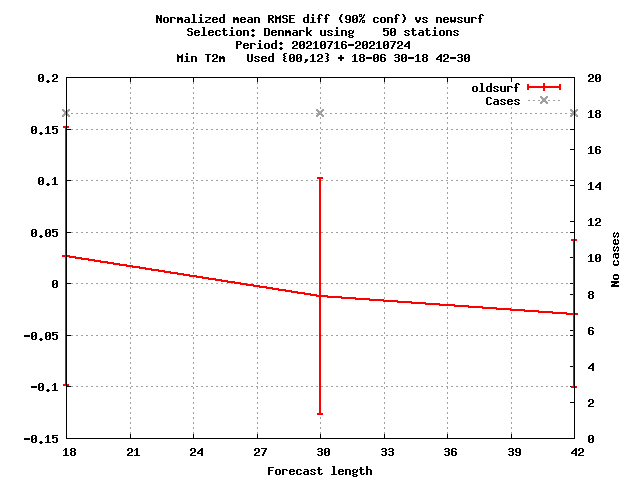 Normalized mean RMSE diff (90% conf) vs newsurf
Selection: Denmark using    50 stations
Period: 20210716-20210724
Min T2m   Used {00,12} + 18-06 30-18 42-30
oldsurf
Cases
0.2
0.15
0.1
0.05
0
-0.05
-0.1
-0.15
20
18
16
14
12
10
8
6
4
2
0
No cases
18 21 24 27 30 33 36 39 42
Forecast length